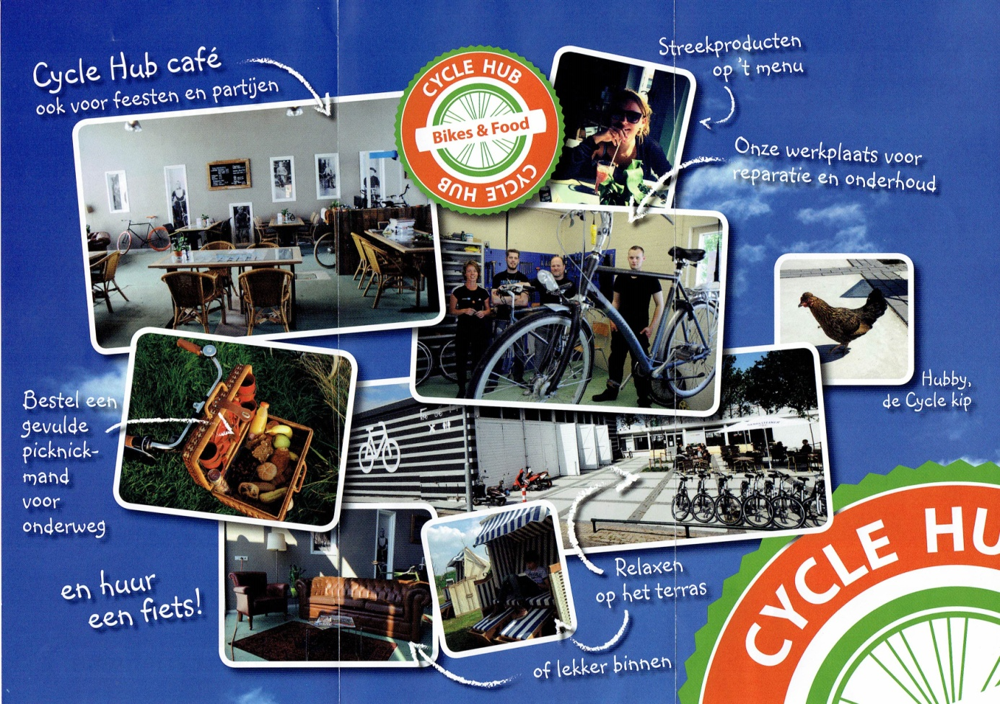 Cycle Hub café
ook voor feesten en partijen
CYCLE HUB
Bikes & Food
CYCLE HUB
Streekproducten
op 't menu
Onze werkplaats voor
reparatie en onderhoud
Hubby,
de Cycle kip
Bestel een
gevulde
picknick-
mand
voor
onderweg
en huur
een fiets!
Relaxen
op het terras
of lekker binnen
CYCLE HU